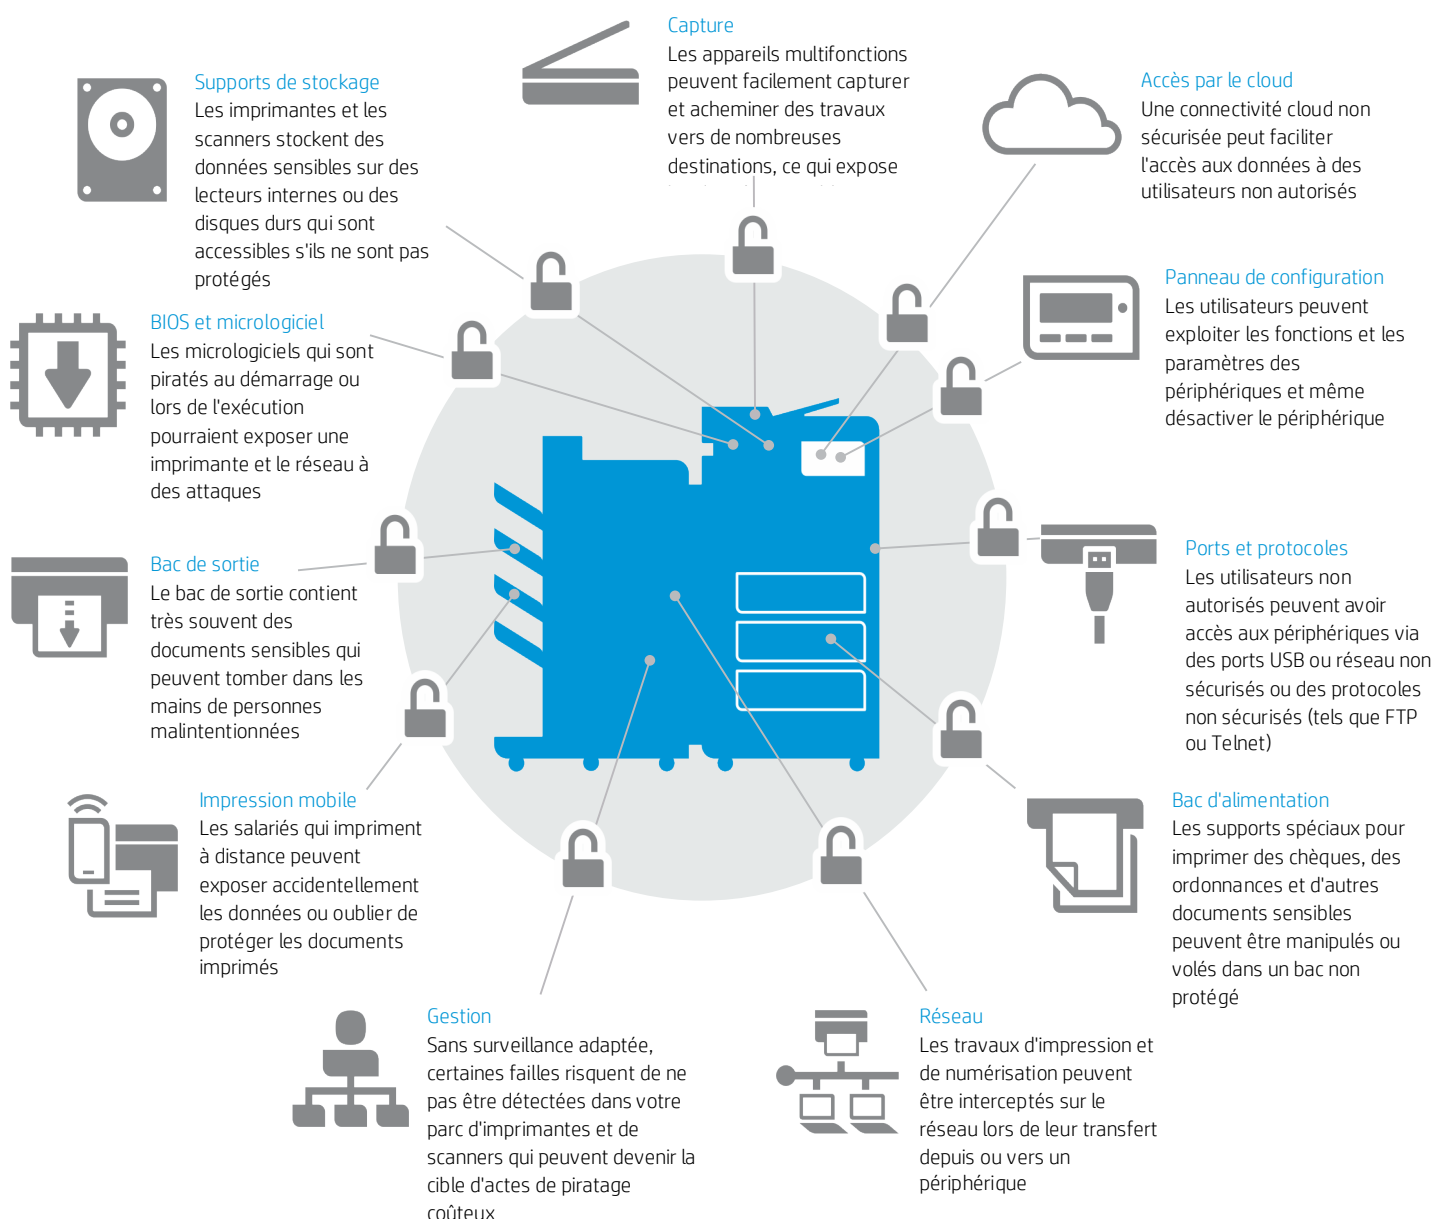 Capture
Les appareils multifonctions
peuvent facilement capturer
et acheminer des travaux
vers de nombreuses
destinations, ce qui expose
Supports de stockage
Les imprimantes et les
scanners stockent des
données sensibles sur des
lecteurs internes ou des
disques durs qui sont
accessibles s'ils ne sont pas
protégés
Accès par le cloud
Une connectivité cloud non
sécurisée peut faciliter
l'accès aux données à des
utilisateurs non autorisés
Panneau de configuration
Les utilisateurs peuvent
exploiter les fonctions et les
paramètres des
périphériques et même
désactiver le périphérique
BIOS et micrologiciel
Les micrologiciels qui sont
piratés au démarrage ou
lors de l'exécution
pourraient exposer une
imprimante et le réseau à
des attaques
Ports et protocoles
Les utilisateurs non
autorisés peuvent avoir
accès aux périphériques via
des ports USB ou réseau non
sécurisés ou des protocoles
non sécurisés (tels que FTP
ou Telnet)
Bac de sortie
Le bac de sortie contient
très souvent des
documents sensibles qui
peuvent tomber dans les
mains de personnes
malintentionnées
Impression mobile
Les salariés qui impriment
à distance peuvent
exposer accidentellement
les données ou oublier de
protéger les documents
imprimés
Bac d'alimentation
Les supports spéciaux pour
imprimer des chèques, des
ordonnances et d'autres
documents sensibles
peuvent être manipulés ou
volés dans un bac non
protégé
Gestion
Sans surveillance adaptée,
certaines failles risquent de ne
pas être détectées dans votre
parc d'imprimantes et de
scanners qui peuvent devenir la
cible d'actes de piratage
coûteux
Réseau
Les travaux d'impression et
de numérisation peuvent
être interceptés sur le
réseau lors de leur transfert
depuis ou vers un
périphérique